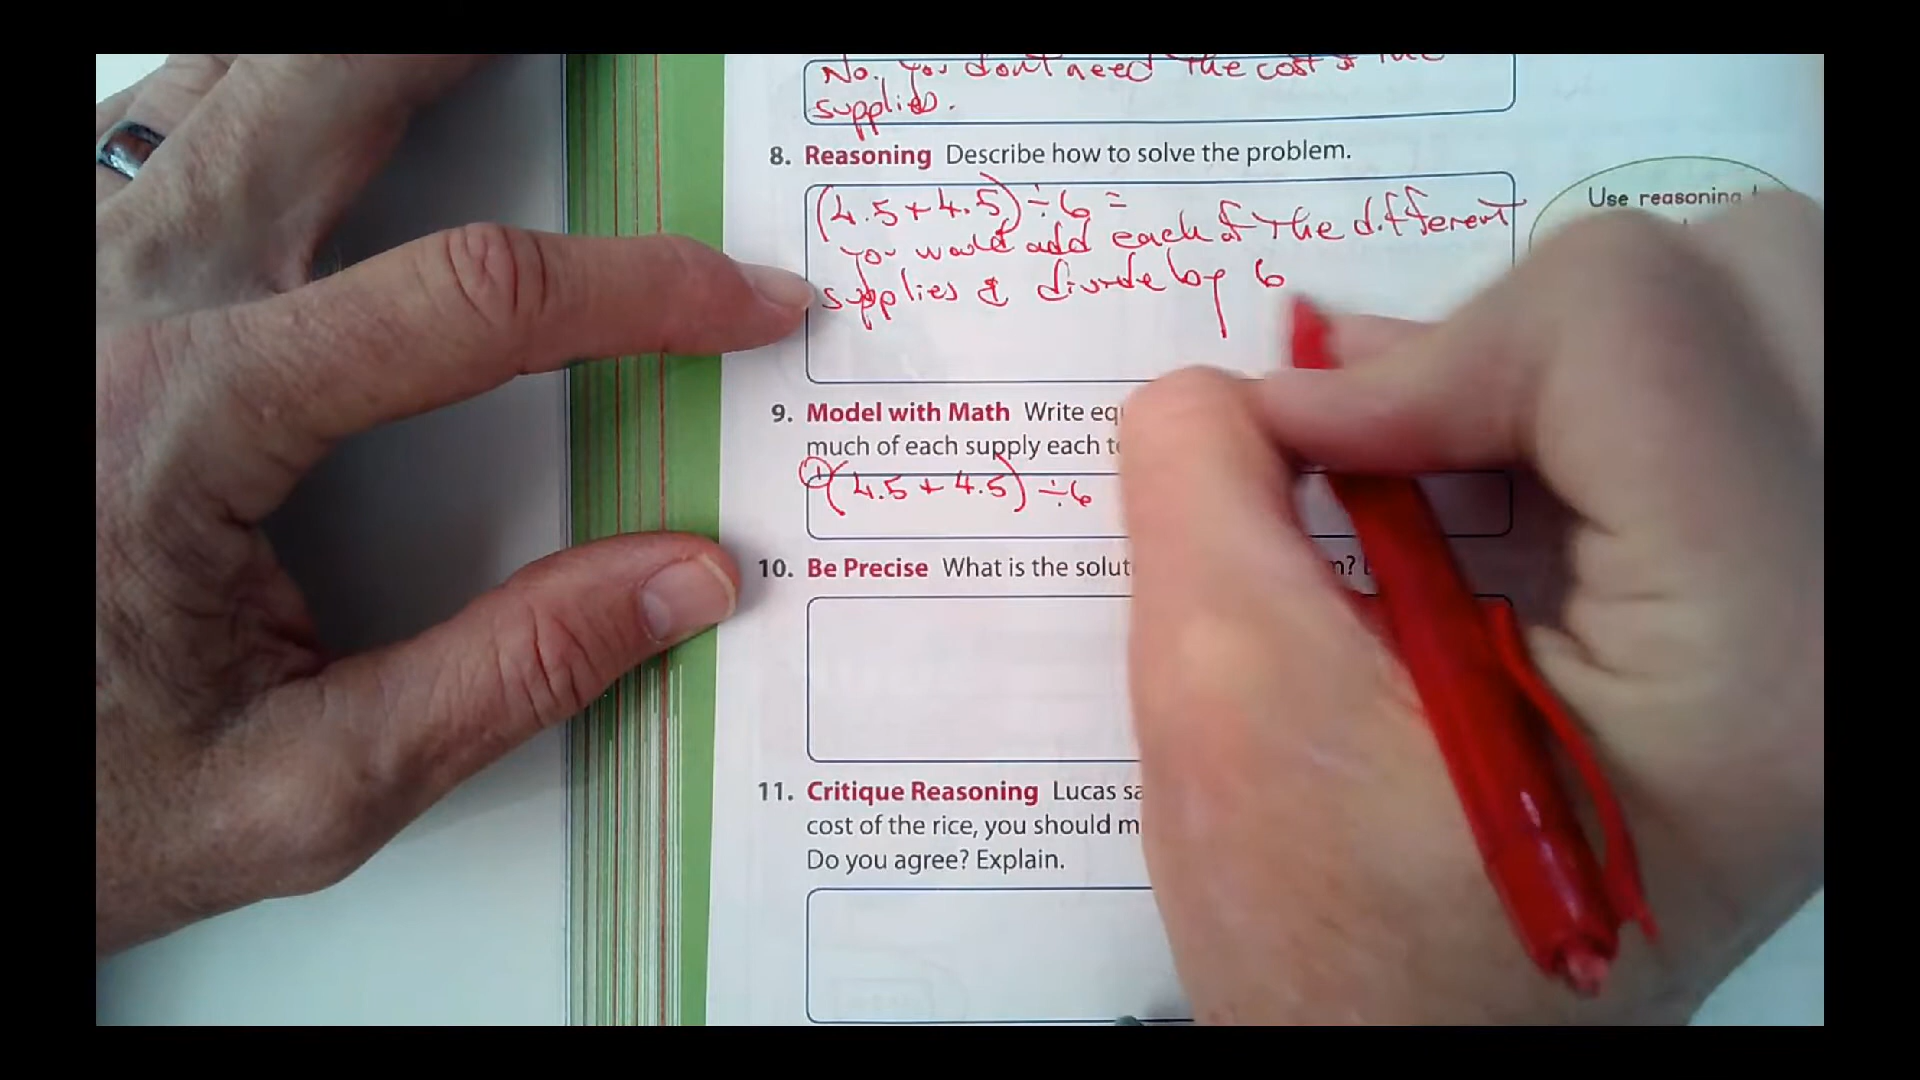 No. You don't need the cost of the
supplies.
8. Reasoning Describe how to solve the problem.
(4.5 + 4.5) ÷ 6 =
You would add each of the different
supplies & divide by 6
Use reasoning
9. Model with Math Write eq
much of each supply each t
① (4.5 + 4.5) ÷ 6
10. Be Precise What is the solut m?
11. Critique Reasoning Lucas sa
cost of the rice, you should m
Do you agree? Explain.